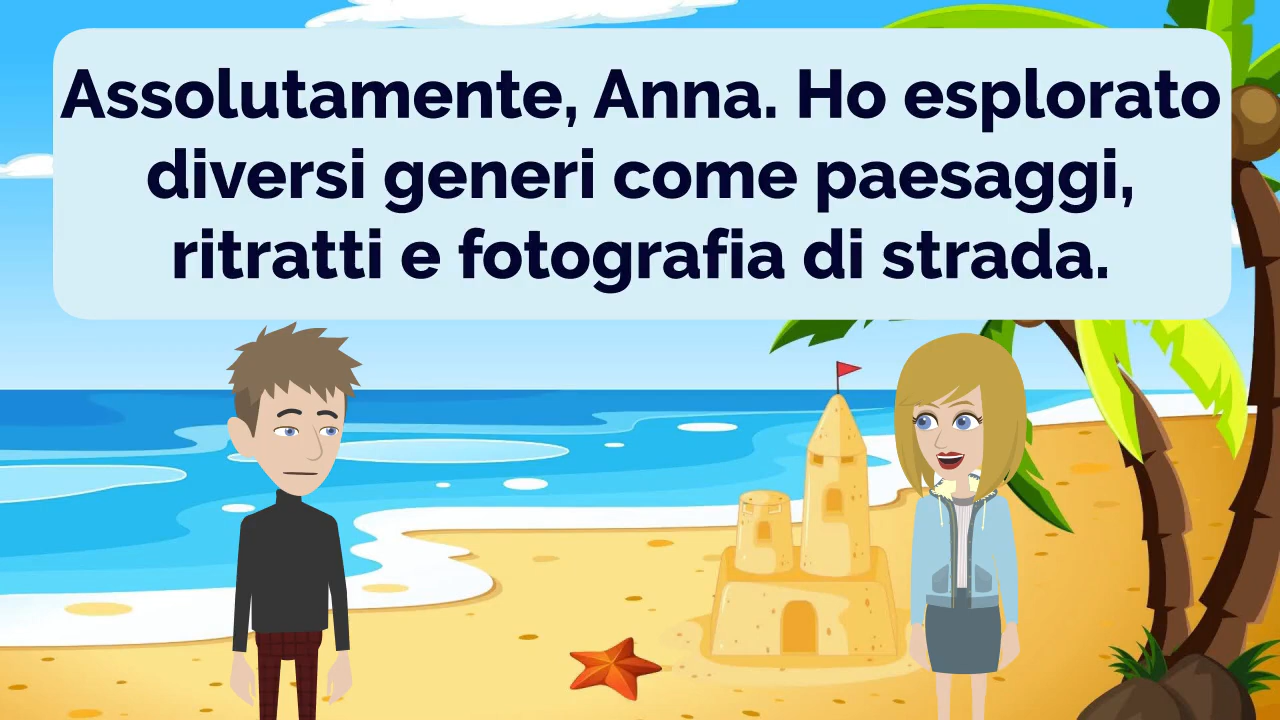 Assolutamente, Anna. Ho esplorato
diversi generi come paesaggi,
ritratti e fotografia di strada.